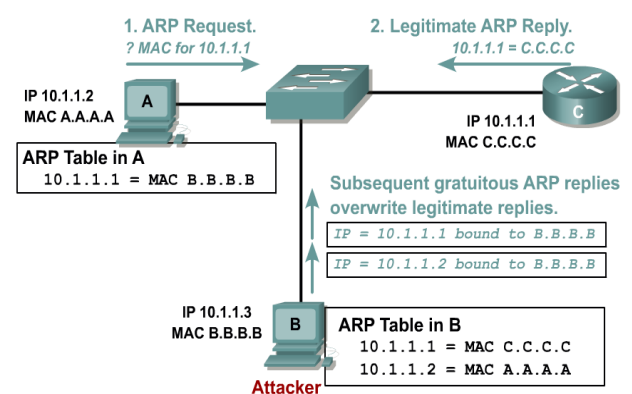 1. ARP Request.
? MAC for 10.1.1.1
2. Legitimate ARP Reply.
10.1.1.1 = C.C.C.C
IP 10.1.1.2
MAC A.A.A.A
A
C
IP 10.1.1.1
MAC C.C.C.C
ARP Table in A
10.1.1.1 = MAC B.B.B.B
Subsequent gratuitous ARP replies
overwrite legitimate replies.
IP = 10.1.1.1 bound to B.B.B.B
IP = 10.1.1.2 bound to B.B.B.B
IP 10.1.1.3
MAC B.B.B.B
B
Attacker
ARP Table in B
10.1.1.1 = MAC C.C.C.C
10.1.1.2 = MAC A.A.A.A